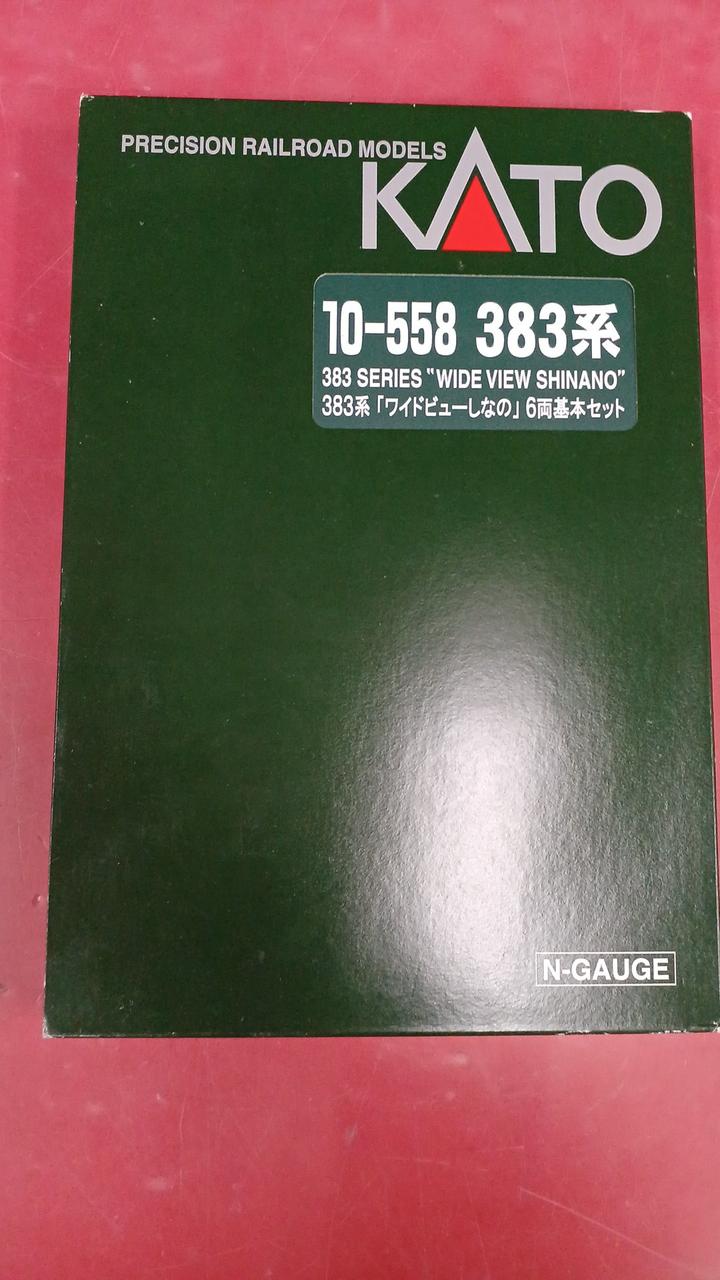 PRECISION RAILROAD MODELS
KATO
10-558 383系
383 SERIES "WIDE VIEW SHINANO"
383系「ワイドビューしなの」6両基本セット
N-GAUGE